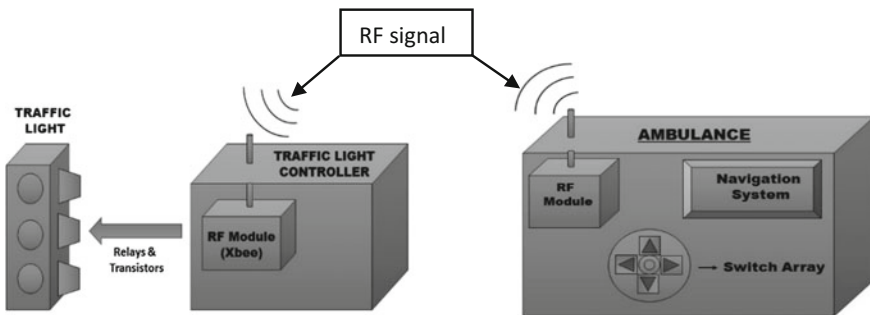 RF signal
TRAFFIC
LIGHT
TRAFFIC LIGHT
CONTROLLER
RF Module
(Xbee)
Relays &
Transistors
AMBULANCE
RF
Module
Navigation
System
Switch Array